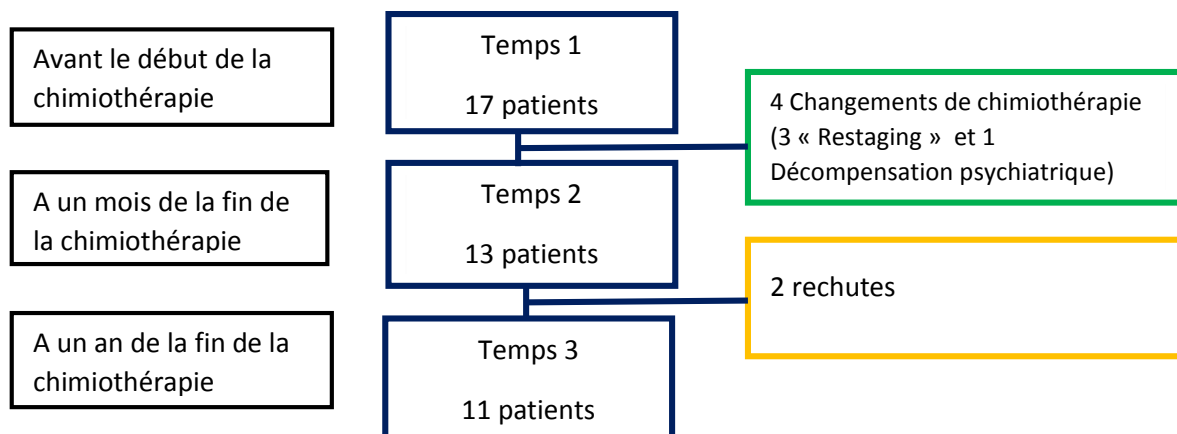 Avant le début de la
chimiothérapie
Temps 1
17 patients
4 Changements de chimiothérapie
(3 « Restaging »  et 1
Décompensation psychiatrique)
A un mois de la fin de
la chimiothérapie
Temps 2
13 patients
2 rechutes
A un an de la fin de la
chimiothérapie
Temps 3
11 patients